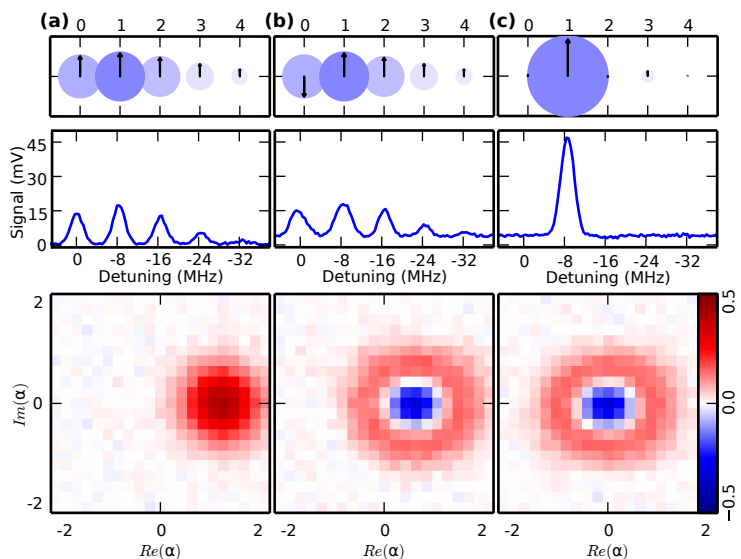 (a) 0 1 2 3 4 (b) 0 1 2 3 4 (c) 0 1 2 3 4
Signal (mV)
45
30
15
0
0 -8 -16 -24 -32 0 -8 -16 -24 -32 0 -8 -16 -24 -32
Detuning (MHz) Detuning (MHz) Detuning (MHz)
Im(α)
2
0
-2
-2 0 2 0 2 -2 0 2
Re(α) Re(α) Re(α)
0.5
0.0
−0.5